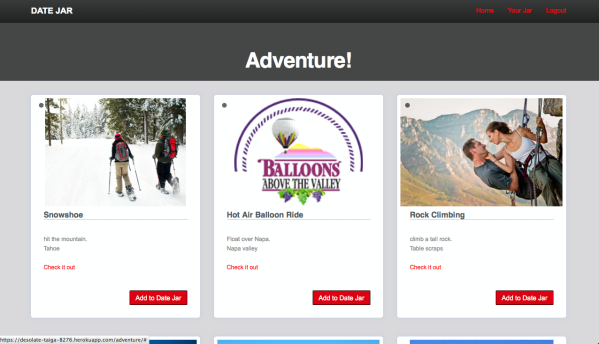 DATE JAR
Home Your Jar Logout
Adventure!
BALLOONS
ABOVE THE VALLEY
Snowshoe
Hot Air Balloon Ride
Rock Climbing
hit the mountain.
Tahoe
Float over Napa.
Napa valley
climb a tall rock.
Table scraps
Check it out
Check it out
Check it out
Add to Date Jar
Add to Date Jar
Add to Date Jar
https://desolate-taiga-8276.herokuapp.com/adventure/#